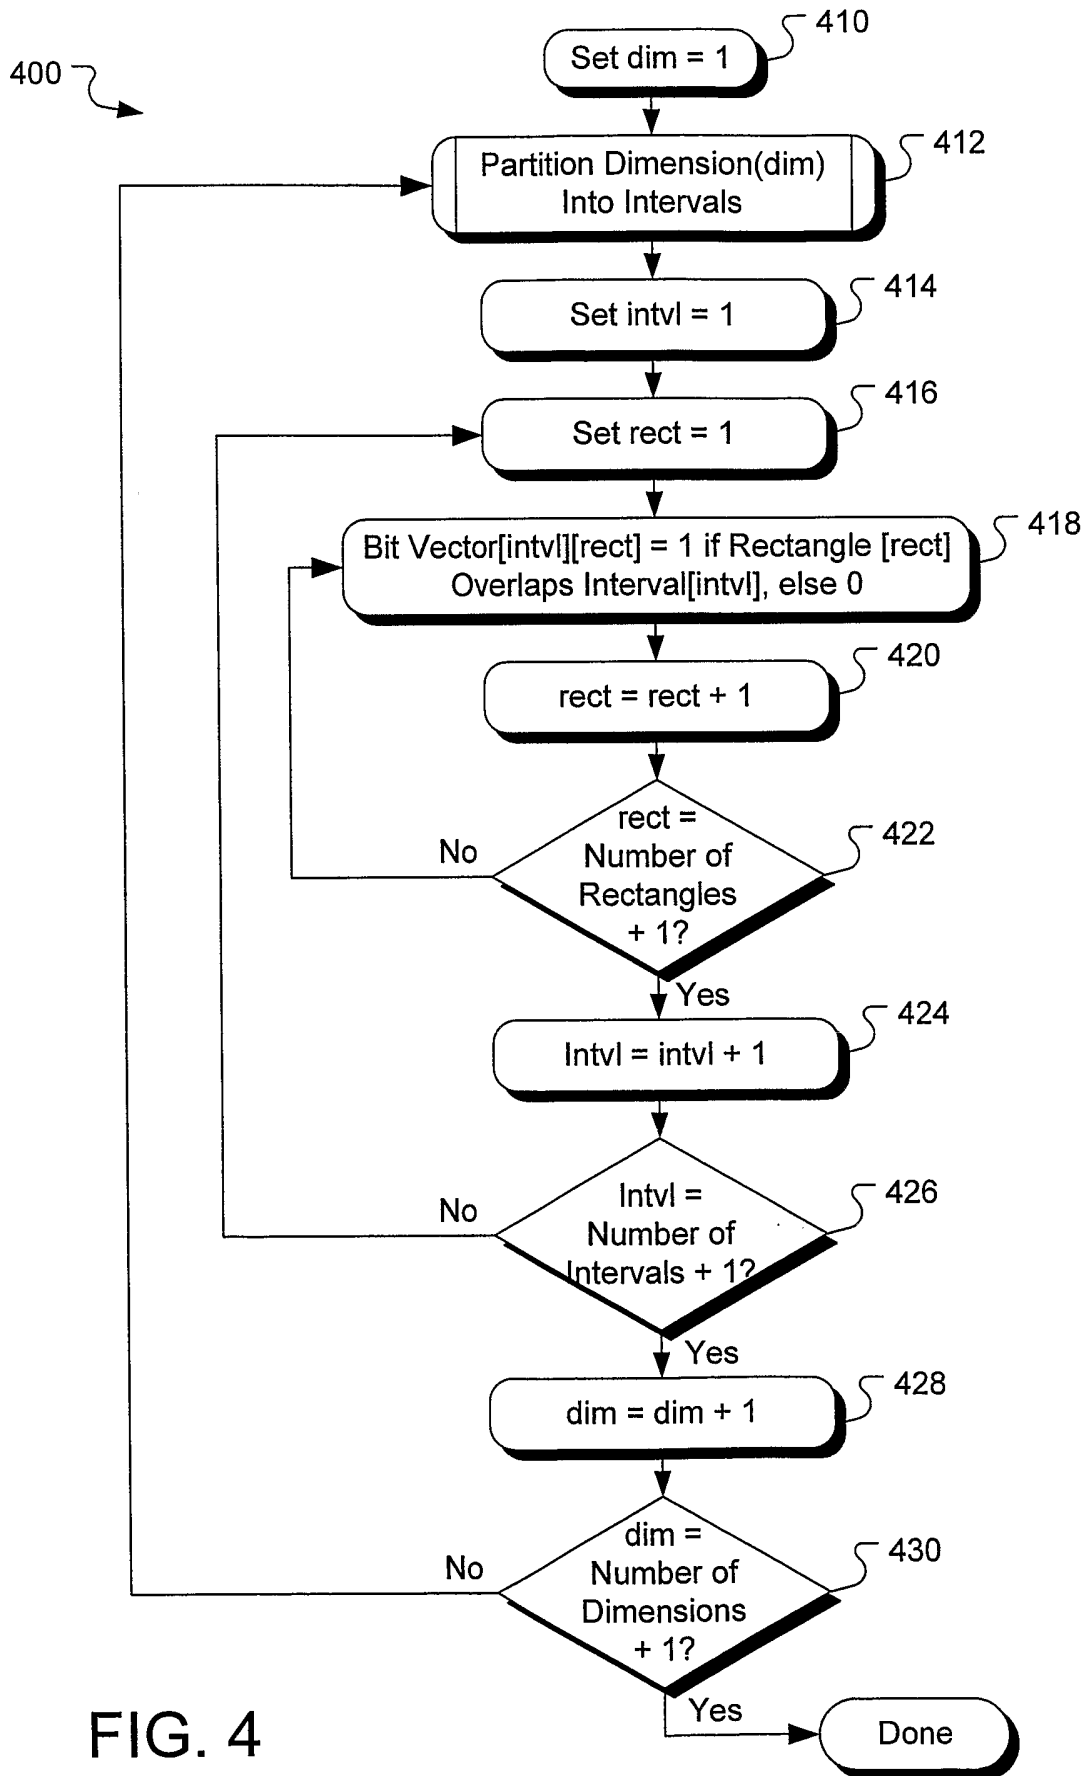 410
Set dim = 1
400
412
Partition Dimension(dim)
Into Intervals
414
Set intvl = 1
416
Set rect = 1
418
Bit Vector[intvl][rect] = 1 if Rectangle [rect]
Overlaps Interval[intvl], else 0
420
rect = rect + 1
422
rect =
Number of
Rectangles
+ 1?
No
Yes
424
Intvl = intvl + 1
426
Intvl =
Number of
Intervals + 1?
No
Yes
428
dim = dim + 1
430
dim =
Number of
Dimensions
+ 1?
No
Yes
Done
FIG. 4